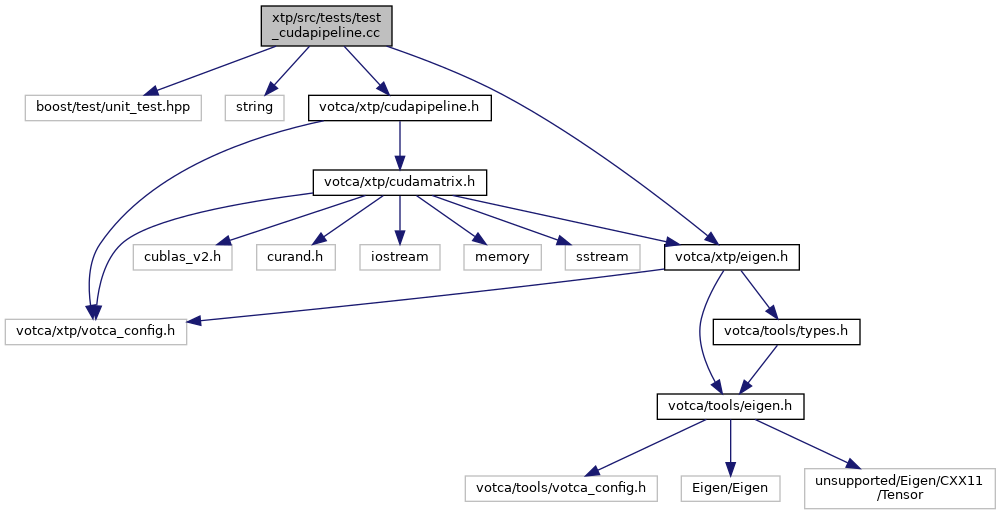 xtp/src/tests/test
_cudapipeline.cc
boost/test/unit_test.hpp
string
votca/xtp/cudapipeline.h
votca/xtp/cudamatrix.h
cublas_v2.h
curand.h
iostream
memory
sstream
votca/xtp/eigen.h
votca/xtp/votca_config.h
votca/tools/types.h
votca/tools/eigen.h
votca/tools/votca_config.h
Eigen/Eigen
unsupported/Eigen/CXX11
/Tensor